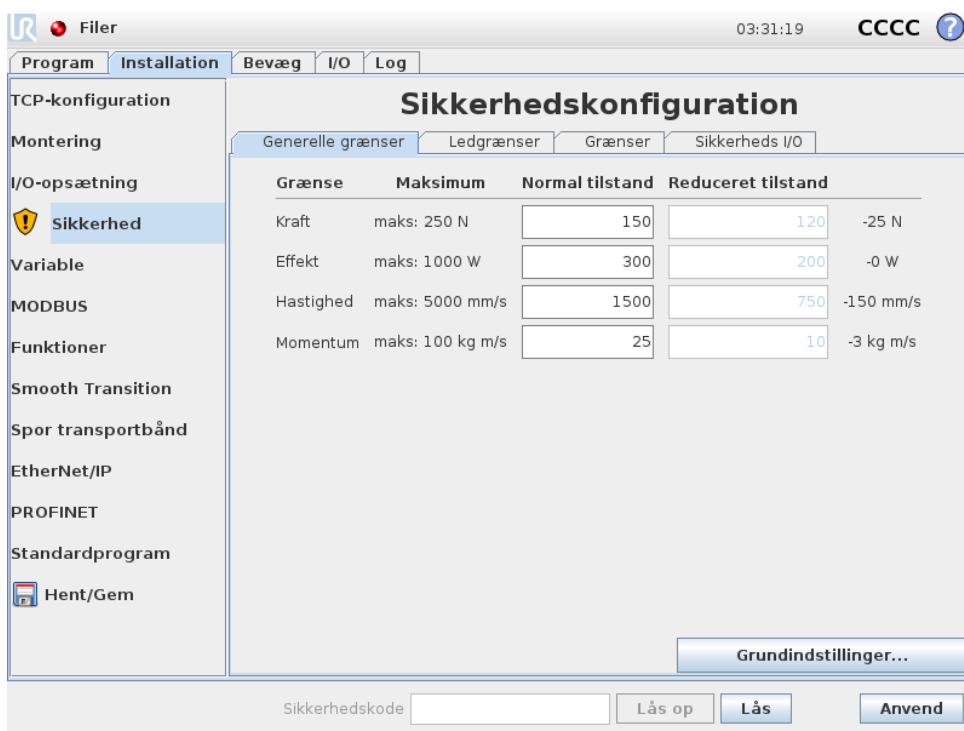 UR Filer 03:31:19 CCCC ?
Program Installation Bevæg I/O Log
TCP-konfiguration
Montering
I/O-opsætning
Sikkerhed
Variable
MODBUS
Funktioner
Smooth Transition
Spor transportbånd
EtherNet/IP
PROFINET
Standardprogram
Hent/Gem
Sikkerhedskonfiguration
Generelle grænser Ledgrænser Grænser Sikkerheds I/O
Grænse Maksimum Normal tilstand Reduceret tilstand
Kraft maks: 250 N 150 120 -25 N
Effekt maks: 1000 W 300 200 -0 W
Hastighed maks: 5000 mm/s 1500 750 -150 mm/s
Momentum maks: 100 kg m/s 25 10 -3 kg m/s
Grundindstillinger...
Sikkerhedskode Lås op Lås Anvend